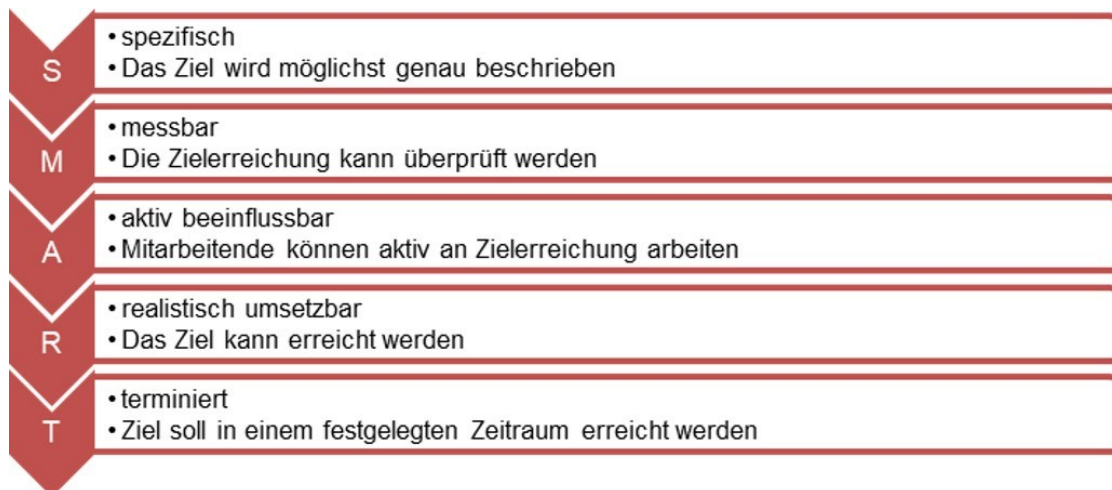 S
• spezifisch
• Das Ziel wird möglichst genau beschrieben
M
• messbar
• Die Zielerreichung kann überprüft werden
A
• aktiv beeinflussbar
• Mitarbeitende können aktiv an Zielerreichung arbeiten
R
• realistisch umsetzbar
• Das Ziel kann erreicht werden
T
• terminiert
• Ziel soll in einem festgelegten Zeitraum erreicht werden